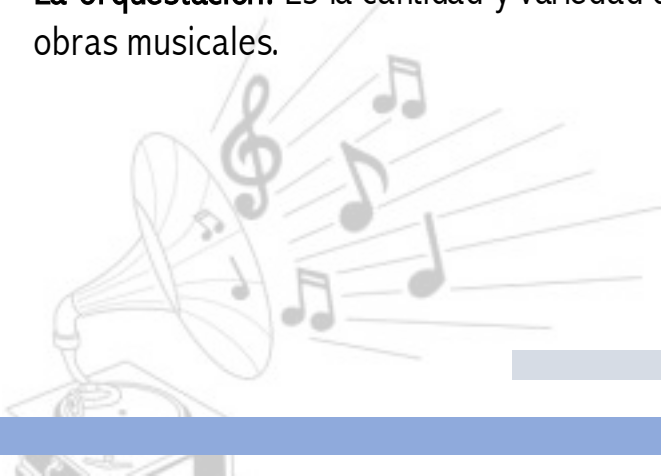 La orquestación. Es la cantidad y variedad
obras musicales.